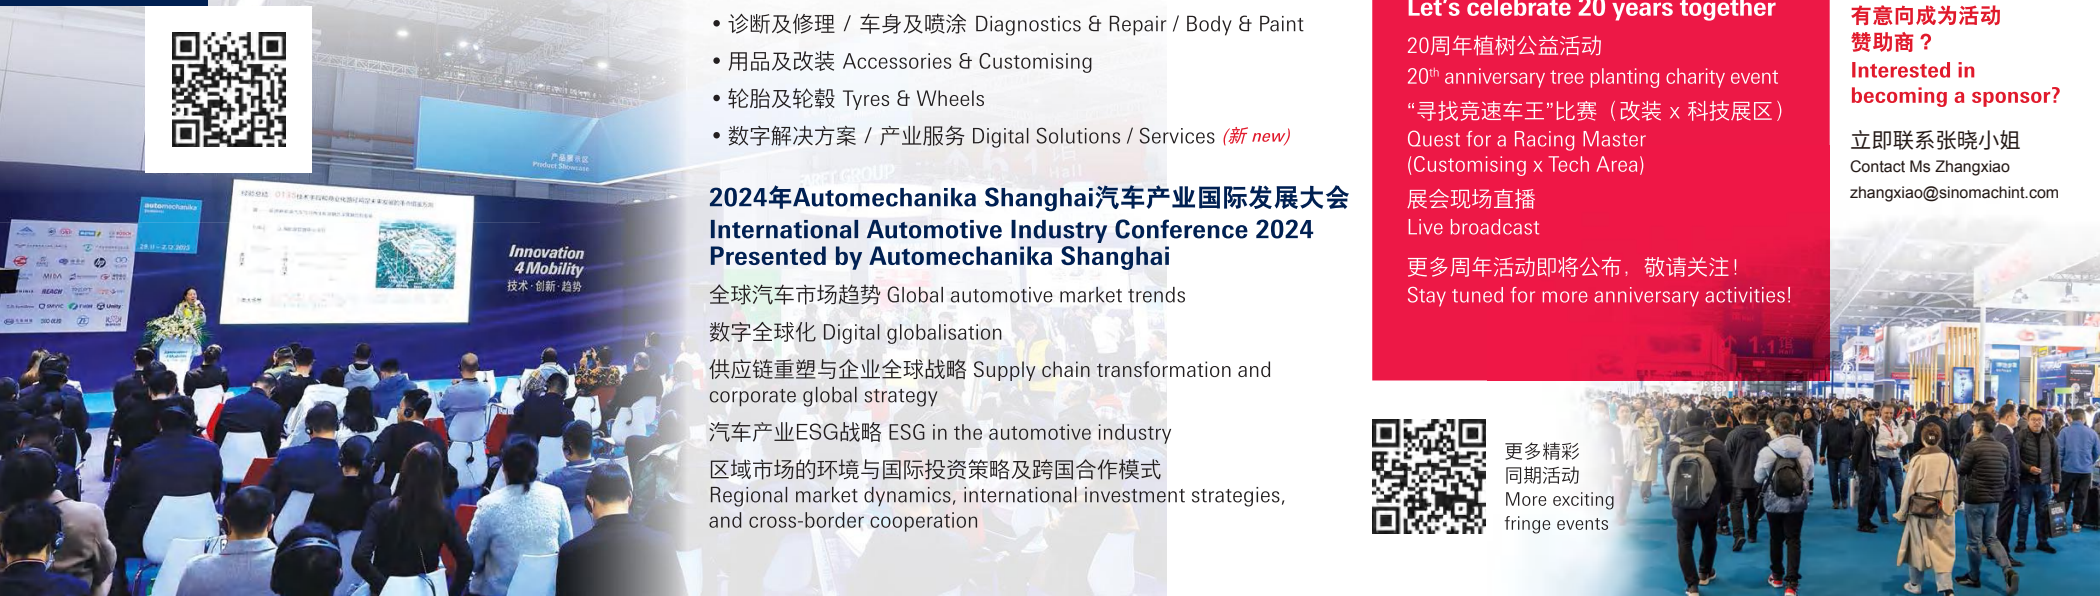 • 诊断及修理 / 车身及喷涂 Diagnostics & Repair / Body & Paint
• 用品及改装 Accessories & Customising
• 轮胎及轮毂 Tyres & Wheels
• 数字解决方案 / 产业服务 Digital Solutions / Services (新 new)
2024年Automechanika Shanghai汽车产业国际发展大会
International Automotive Industry Conference 2024
Presented by Automechanika Shanghai
全球汽车市场趋势 Global automotive market trends
数字全球化 Digital globalisation
供应链重塑与企业全球战略 Supply chain transformation and
corporate global strategy
汽车产业ESG战略 ESG in the automotive industry
区域市场的环境与国际投资策略及跨国合作模式
Regional market dynamics, international investment strategies,
and cross-border cooperation
Let's celebrate 20 years together
20周年植树公益活动
20th anniversary tree planting charity event
“寻找竞速车王”比赛（改装 x 科技展区）
Quest for a Racing Master
(Customising x Tech Area)
展会现场直播
Live broadcast
更多周年活动即将公布，敬请关注！
Stay tuned for more anniversary activities!
更多精彩
同期活动
More exciting
fringe events
有意向成为活动
赞助商？
Interested in
becoming a sponsor?
立即联系张晓小姐
Contact Ms Zhangxiao
zhangxiao@sinomachint.com
产品展示区
Product Showcase
automechanika
Innovation
4Mobility
技术·创新·趋势
1.1